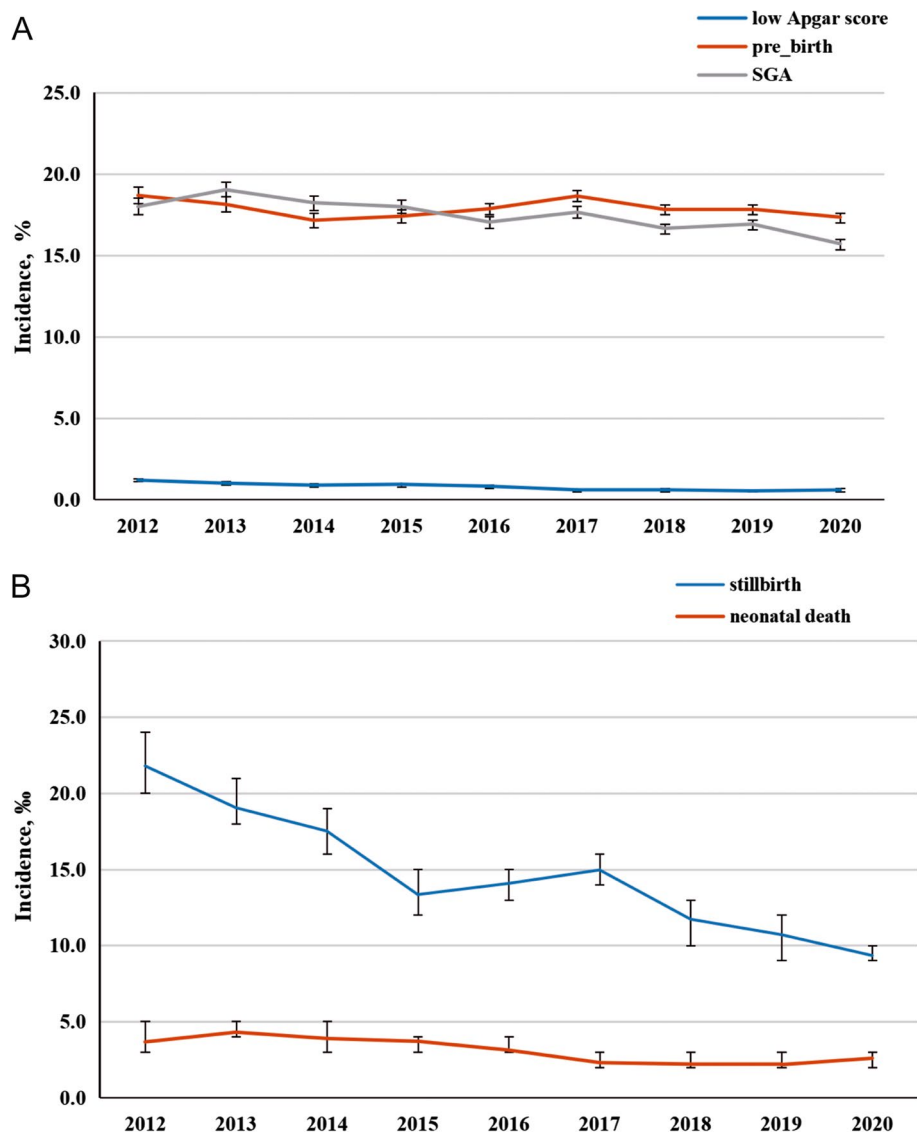 A
low Apgar score
pre_birth
SGA
Incidence, %
25.0
20.0
15.0
10.0
5.0
0.0
2012 2013 2014 2015 2016 2017 2018 2019 2020
B
stillbirth
neonatal death
Incidence, ‰
30.0
25.0
20.0
15.0
10.0
5.0
0.0
2012 2013 2014 2015 2016 2017 2018 2019 2020